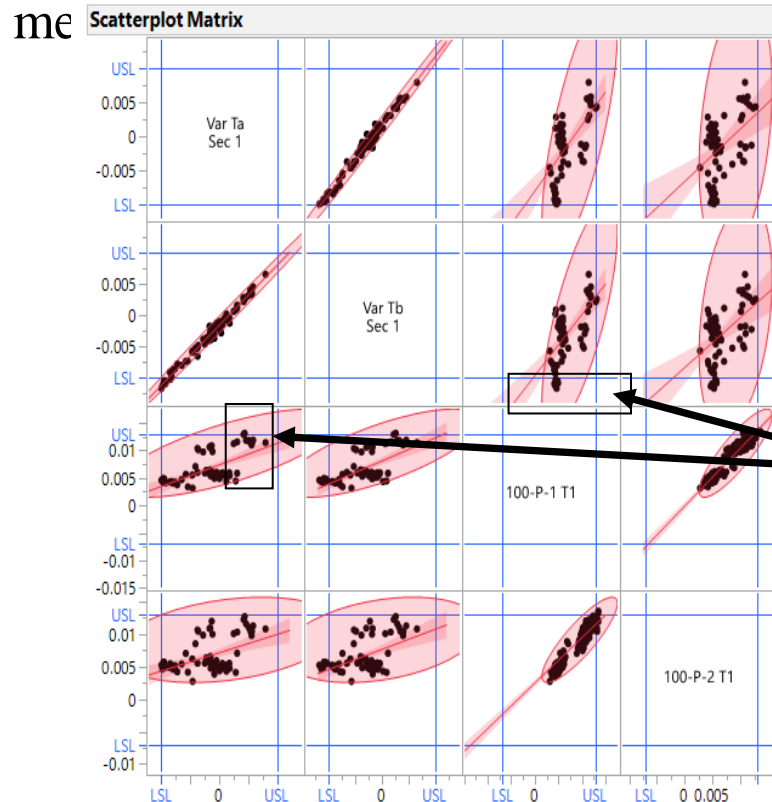 me
Scatterplot Matrix
USL
0.005
0
-0.005
LSL
Var Ta
Sec 1
USL
0.005
0
-0.005
LSL
Var Tb
Sec 1
USL
0.01
0.005
0
LSL
-0.01
-0.015
100-P-1 T1
USL
0.01
0.005
0
LSL
-0.01
100-P-2 T1
LSL 0 USL LSL 0 USL LSL 0 USL LSL 0 0.005